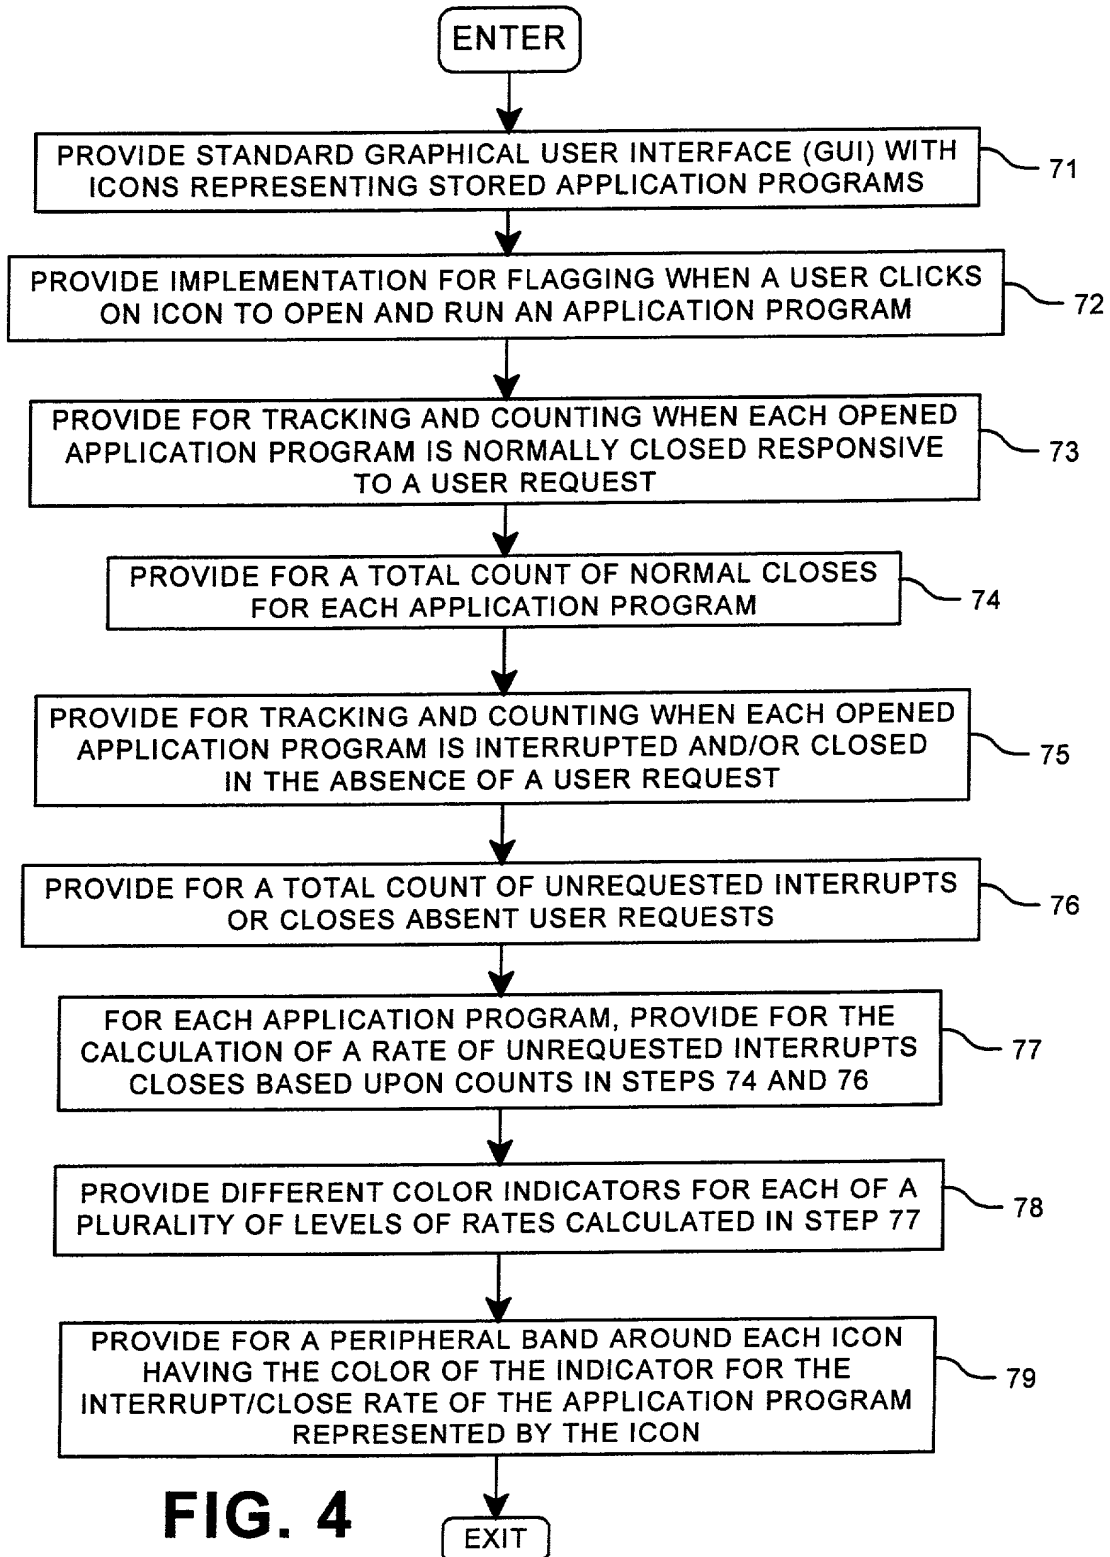 ENTER
PROVIDE STANDARD GRAPHICAL USER INTERFACE (GUI) WITH
ICONS REPRESENTING STORED APPLICATION PROGRAMS
71
PROVIDE IMPLEMENTATION FOR FLAGGING WHEN A USER CLICKS
ON ICON TO OPEN AND RUN AN APPLICATION PROGRAM
72
PROVIDE FOR TRACKING AND COUNTING WHEN EACH OPENED
APPLICATION PROGRAM IS NORMALLY CLOSED RESPONSIVE
TO A USER REQUEST
73
PROVIDE FOR A TOTAL COUNT OF NORMAL CLOSES
FOR EACH APPLICATION PROGRAM
74
PROVIDE FOR TRACKING AND COUNTING WHEN EACH OPENED
APPLICATION PROGRAM IS INTERRUPTED AND/OR CLOSED
IN THE ABSENCE OF A USER REQUEST
75
PROVIDE FOR A TOTAL COUNT OF UNREQUESTED INTERRUPTS
OR CLOSES ABSENT USER REQUESTS
76
FOR EACH APPLICATION PROGRAM, PROVIDE FOR THE
CALCULATION OF A RATE OF UNREQUESTED INTERRUPTS
CLOSES BASED UPON COUNTS IN STEPS 74 AND 76
77
PROVIDE DIFFERENT COLOR INDICATORS FOR EACH OF A
PLURALITY OF LEVELS OF RATES CALCULATED IN STEP 77
78
PROVIDE FOR A PERIPHERAL BAND AROUND EACH ICON
HAVING THE COLOR OF THE INDICATOR FOR THE
INTERRUPT/CLOSE RATE OF THE APPLICATION PROGRAM
REPRESENTED BY THE ICON
79
FIG. 4
EXIT